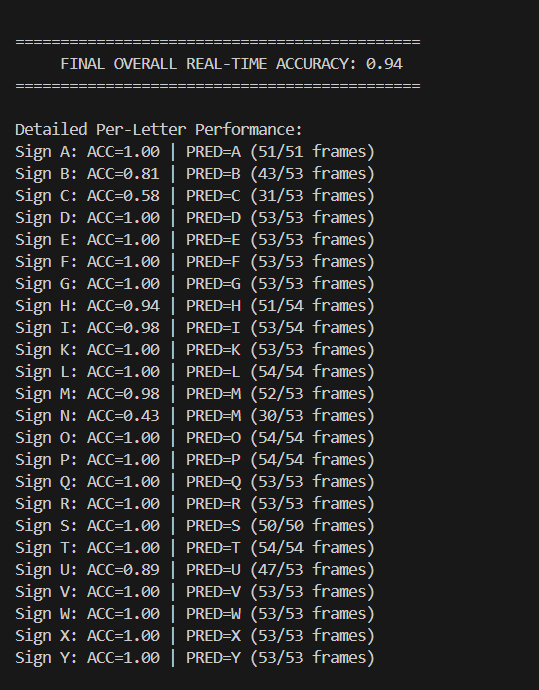 =============================================
FINAL OVERALL REAL-TIME ACCURACY: 0.94
=============================================
Detailed Per-Letter Performance:
Sign A: ACC=1.00 | PRED=A (51/51 frames)
Sign B: ACC=0.81 | PRED=B (43/53 frames)
Sign C: ACC=0.58 | PRED=C (31/53 frames)
Sign D: ACC=1.00 | PRED=D (53/53 frames)
Sign E: ACC=1.00 | PRED=E (53/53 frames)
Sign F: ACC=1.00 | PRED=F (53/53 frames)
Sign G: ACC=1.00 | PRED=G (53/53 frames)
Sign H: ACC=0.94 | PRED=H (51/54 frames)
Sign I: ACC=0.98 | PRED=I (53/54 frames)
Sign K: ACC=1.00 | PRED=K (53/53 frames)
Sign L: ACC=1.00 | PRED=L (54/54 frames)
Sign M: ACC=0.98 | PRED=M (52/53 frames)
Sign N: ACC=0.43 | PRED=M (30/53 frames)
Sign O: ACC=1.00 | PRED=O (54/54 frames)
Sign P: ACC=1.00 | PRED=P (54/54 frames)
Sign Q: ACC=1.00 | PRED=Q (53/53 frames)
Sign R: ACC=1.00 | PRED=R (53/53 frames)
Sign S: ACC=1.00 | PRED=S (50/50 frames)
Sign T: ACC=1.00 | PRED=T (54/54 frames)
Sign U: ACC=0.89 | PRED=U (47/53 frames)
Sign V: ACC=1.00 | PRED=V (53/53 frames)
Sign W: ACC=1.00 | PRED=W (53/53 frames)
Sign X: ACC=1.00 | PRED=X (53/53 frames)
Sign Y: ACC=1.00 | PRED=Y (53/53 frames)